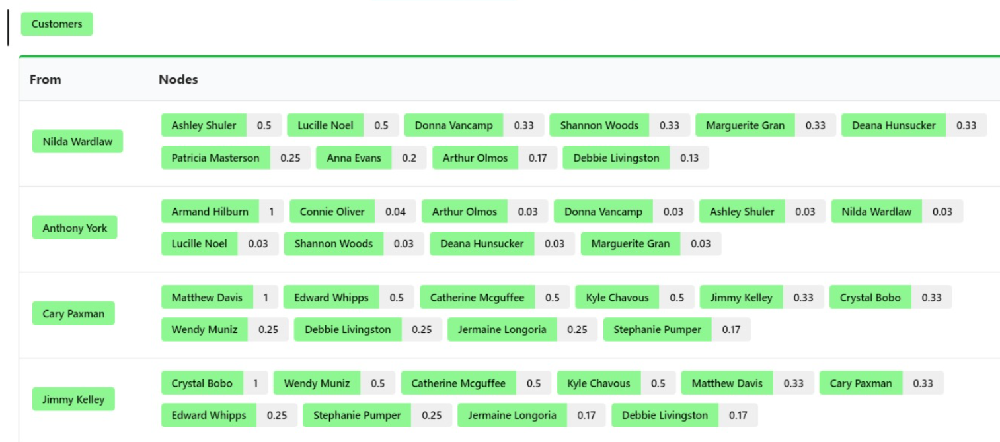 Customers
From Nodes
Ashley Shuler 0.5 Lucille Noel 0.5 Donna Vancamp 0.33 Shannon Woods 0.33 Marguerite Gran 0.33 Deana Hunsucker 0.33
Nilda Wardlaw
Patricia Masterson 0.25 Anna Evans 0.2 Arthur Olmos 0.17 Debbie Livingston 0.13
Armand Hilburn 1 Connie Oliver 0.04 Arthur Olmos 0.03 Donna Vancamp 0.03 Ashley Shuler 0.03 Nilda Wardlaw 0.03
Anthony York
Lucille Noel 0.03 Shannon Woods 0.03 Deana Hunsucker 0.03 Marguerite Gran 0.03
Matthew Davis 1 Edward Whipps 0.5 Catherine Mcguffee 0.5 Kyle Chavous 0.5 Jimmy Kelley 0.33 Crystal Bobo 0.33
Cary Paxman
Wendy Muniz 0.25 Debbie Livingston 0.25 Jermaine Longoria 0.25 Stephanie Pumper 0.17
Crystal Bobo 1 Wendy Muniz 0.5 Catherine Mcguffee 0.5 Kyle Chavous 0.5 Matthew Davis 0.33 Cary Paxman 0.33
Jimmy Kelley
Edward Whipps 0.25 Stephanie Pumper 0.25 Jermaine Longoria 0.17 Debbie Livingston 0.17